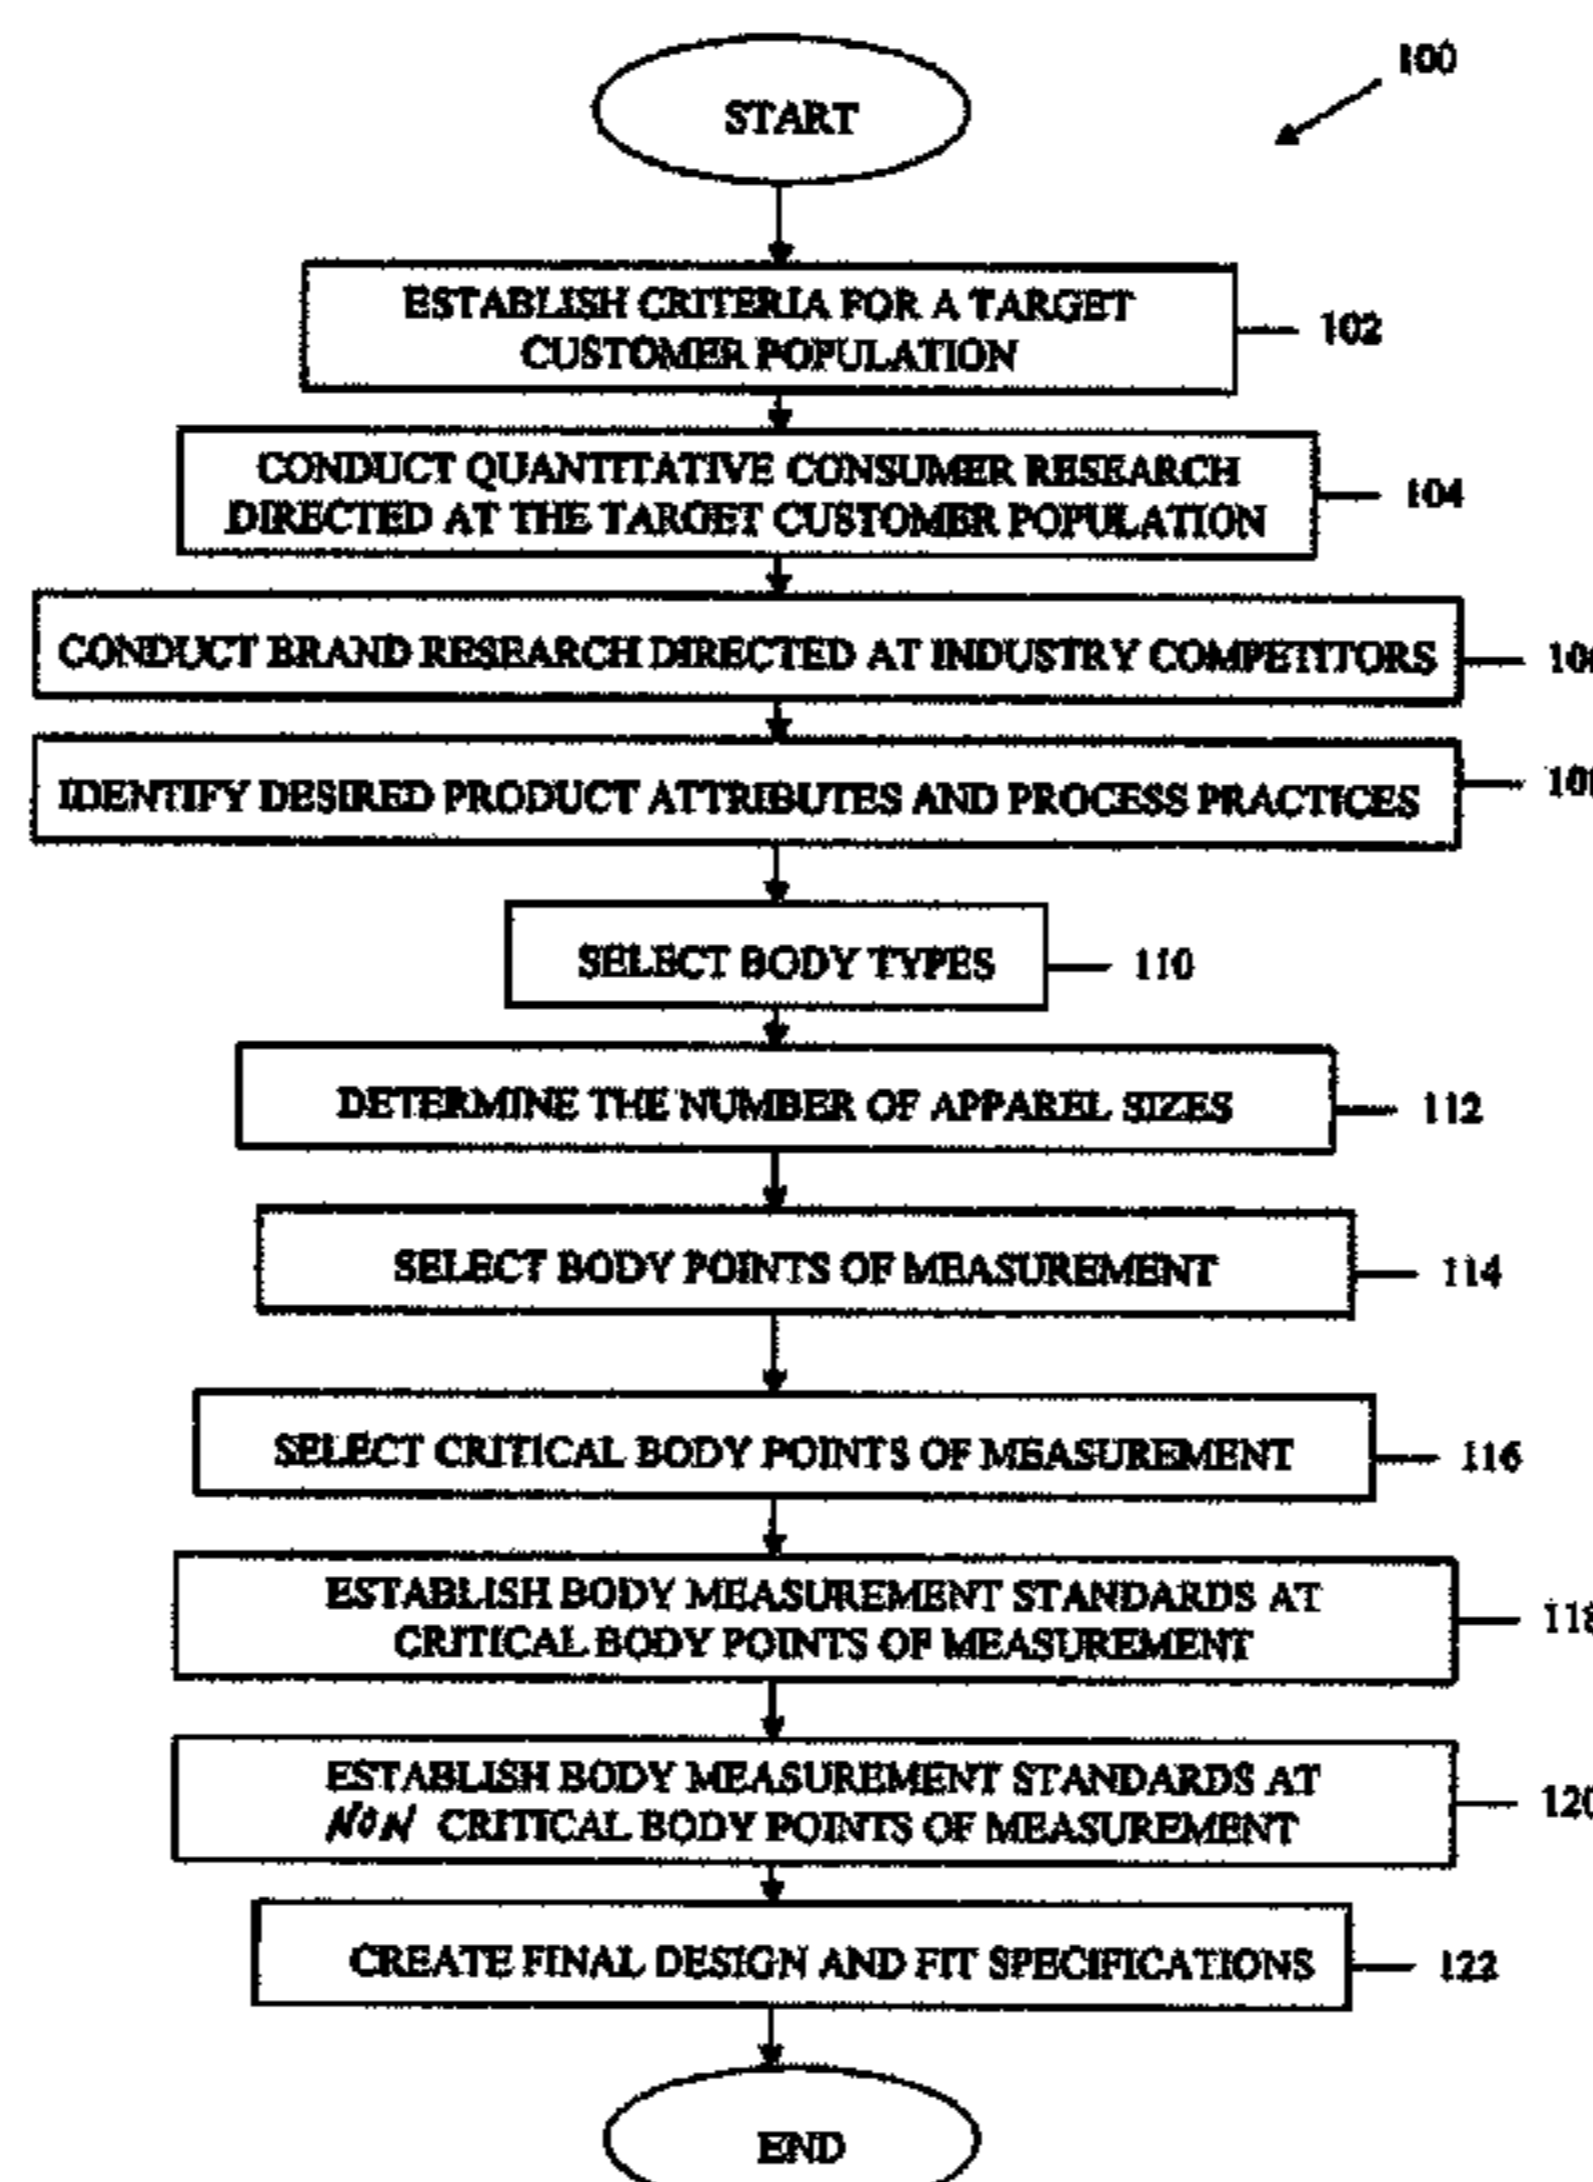 START
100
ESTABLISH CRITERIA FOR A TARGET
CUSTOMER POPULATION
102
CONDUCT QUANTITATIVE CONSUMER RESEARCH
DIRECTED AT THE TARGET CUSTOMER POPULATION
104
CONDUCT BRAND RESEARCH DIRECTED AT INDUSTRY COMPETITORS
IDENTIFY DESIRED PRODUCT ATTRIBUTES AND PROCESS PRACTICES
SELECT BODY TYPES
110
DETERMINE THE NUMBER OF APPAREL SIZES
112
SELECT BODY POINTS OF MEASUREMENT
114
SELECT CRITICAL BODY POINTS OF MEASUREMENT
116
ESTABLISH BODY MEASUREMENT STANDARDS AT
CRITICAL BODY POINTS OF MEASUREMENT
118
ESTABLISH BODY MEASUREMENT STANDARDS AT
NON CRITICAL BODY POINTS OF MEASUREMENT
120
CREATE FINAL DESIGN AND FIT SPECIFICATIONS
122
END